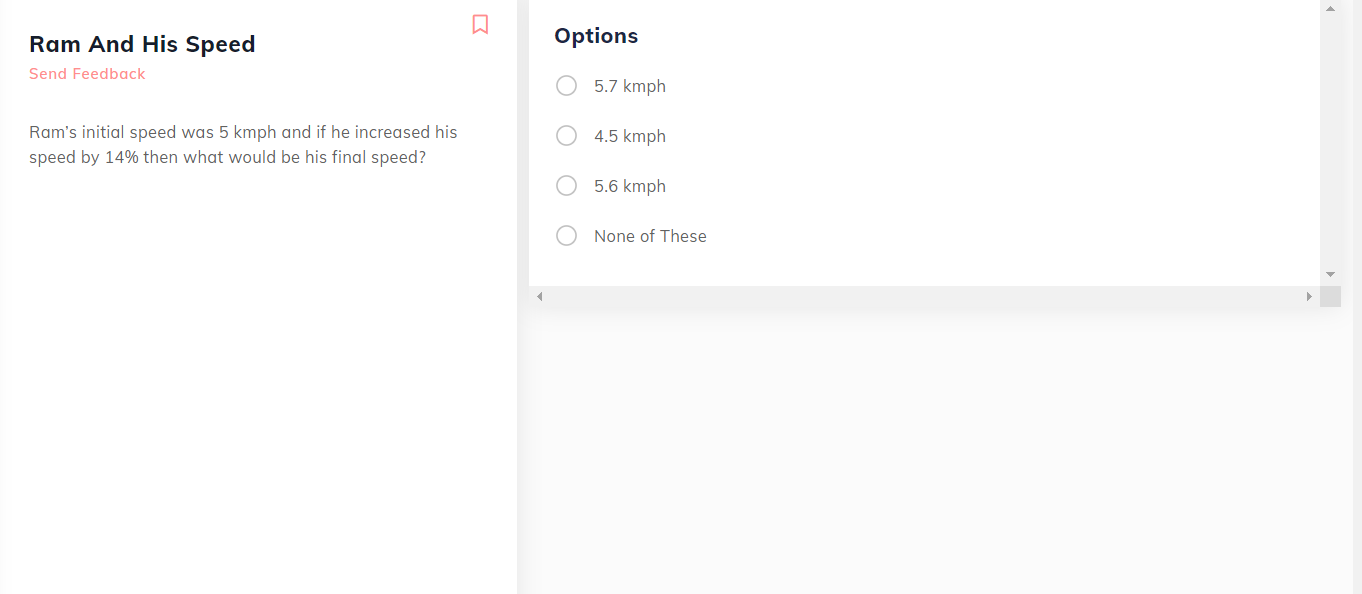 Ram And His Speed
Send Feedback
Ram's initial speed was 5 kmph and if he increased his
speed by 14% then what would be his final speed?
Options
5.7 kmph
4.5 kmph
5.6 kmph
None of These